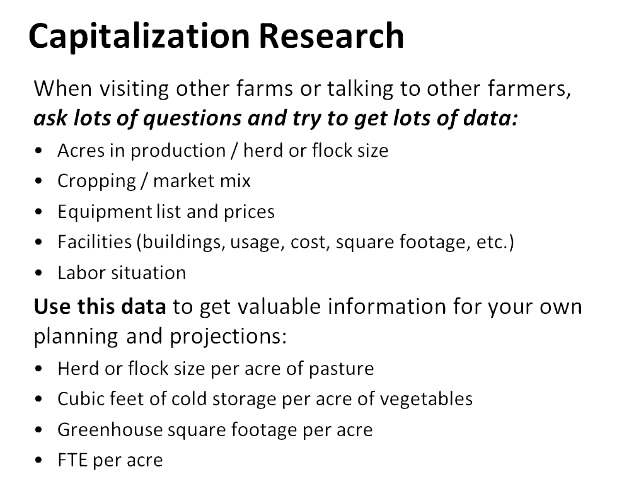 Capitalization Research
When visiting other farms or talking to other farmers,
ask lots of questions and try to get lots of data:
• Acres in production / herd or flock size
• Cropping / market mix
• Equipment list and prices
• Facilities (buildings, usage, cost, square footage, etc.)
• Labor situation
Use this data to get valuable information for your own
planning and projections:
• Herd or flock size per acre of pasture
• Cubic feet of cold storage per acre of vegetables
• Greenhouse square footage per acre
• FTE per acre